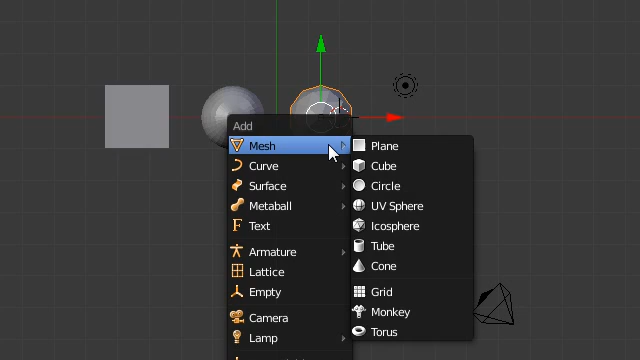 Add
Mesh
Curve
Surface
Metaball
Text
Armature
Lattice
Empty
Camera
Lamp
Plane
Cube
Circle
UV Sphere
Icosphere
Tube
Cone
Grid
Monkey
Torus